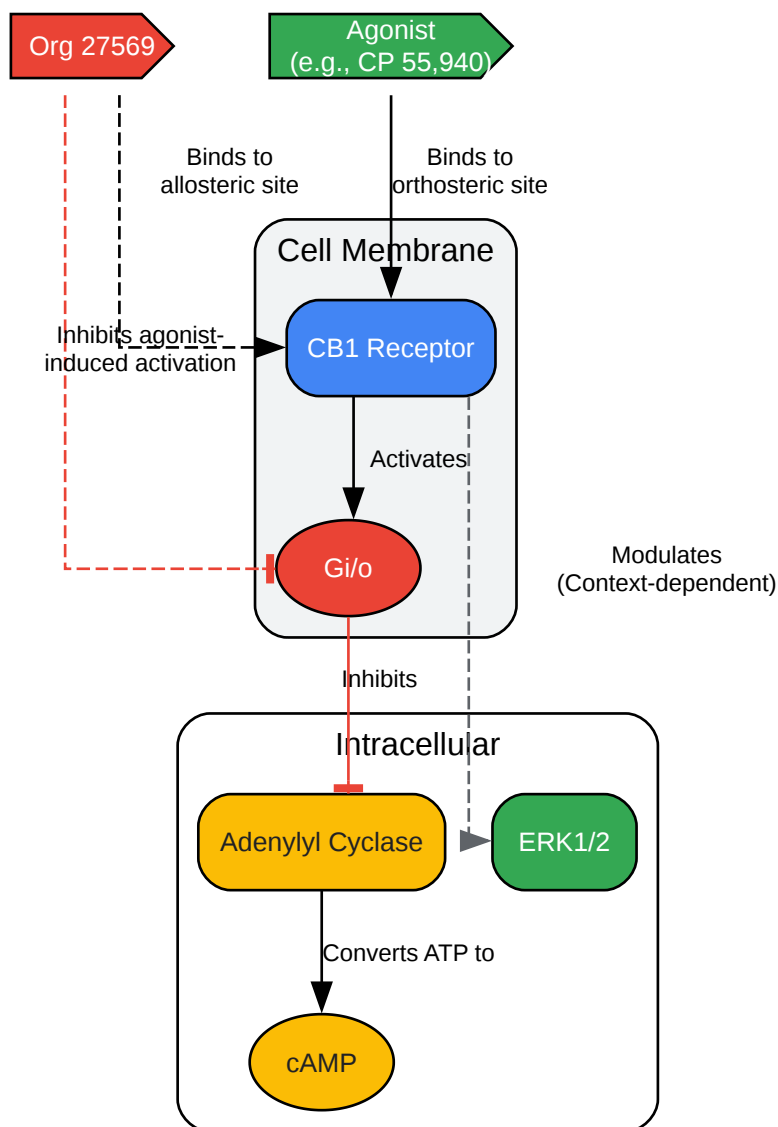 Org 27569
Agonist
(e.g., CP 55,940)
Binds to
allosteric site
Binds to
orthosteric site
Cell Membrane
Inhibits agonist-
induced activation
CB1 Receptor
Activates
Gi/o
Modulates
(Context-dependent)
Inhibits
Intracellular
Adenylyl Cyclase
ERK1/2
Converts ATP to
cAMP